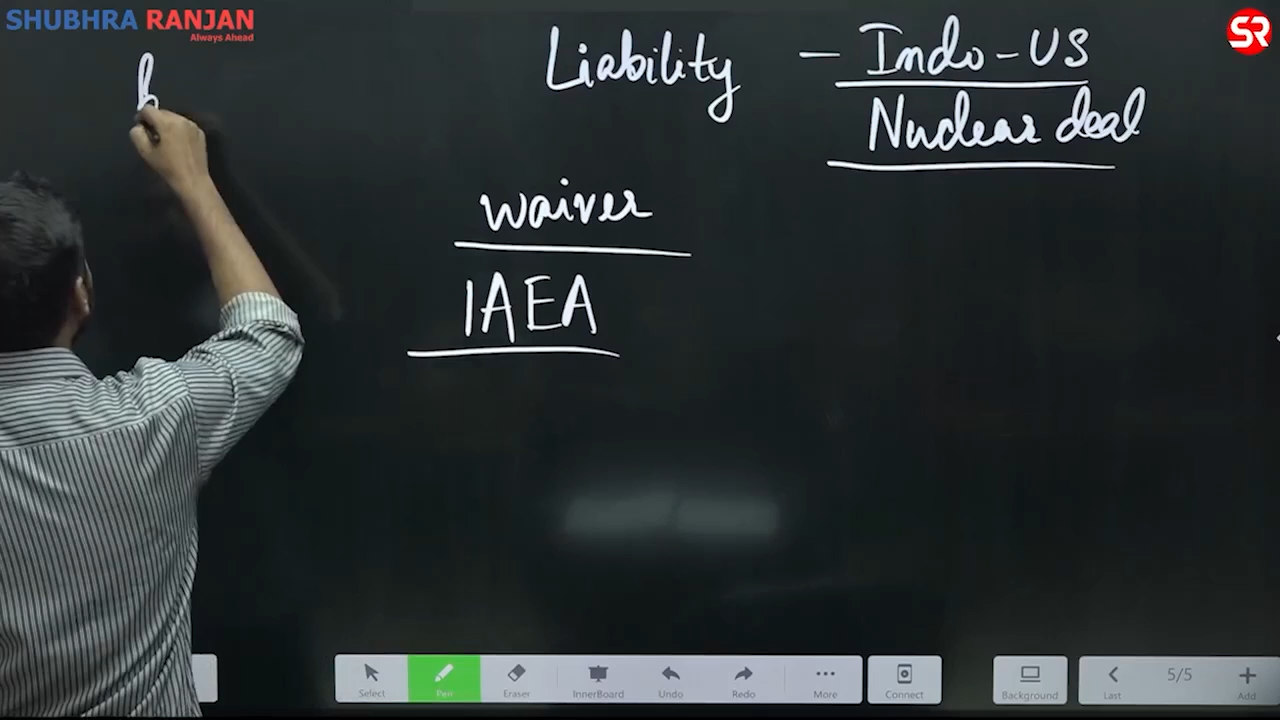 SHUBHRA RANJAN
Always Ahead
SR
Liability - Indo-US
Nuclear deal
waiver
IAEA
Select
Pen
Eraser
InnerBoard
Undo
Redo
More
Connect
Background
Last
5/5
Add